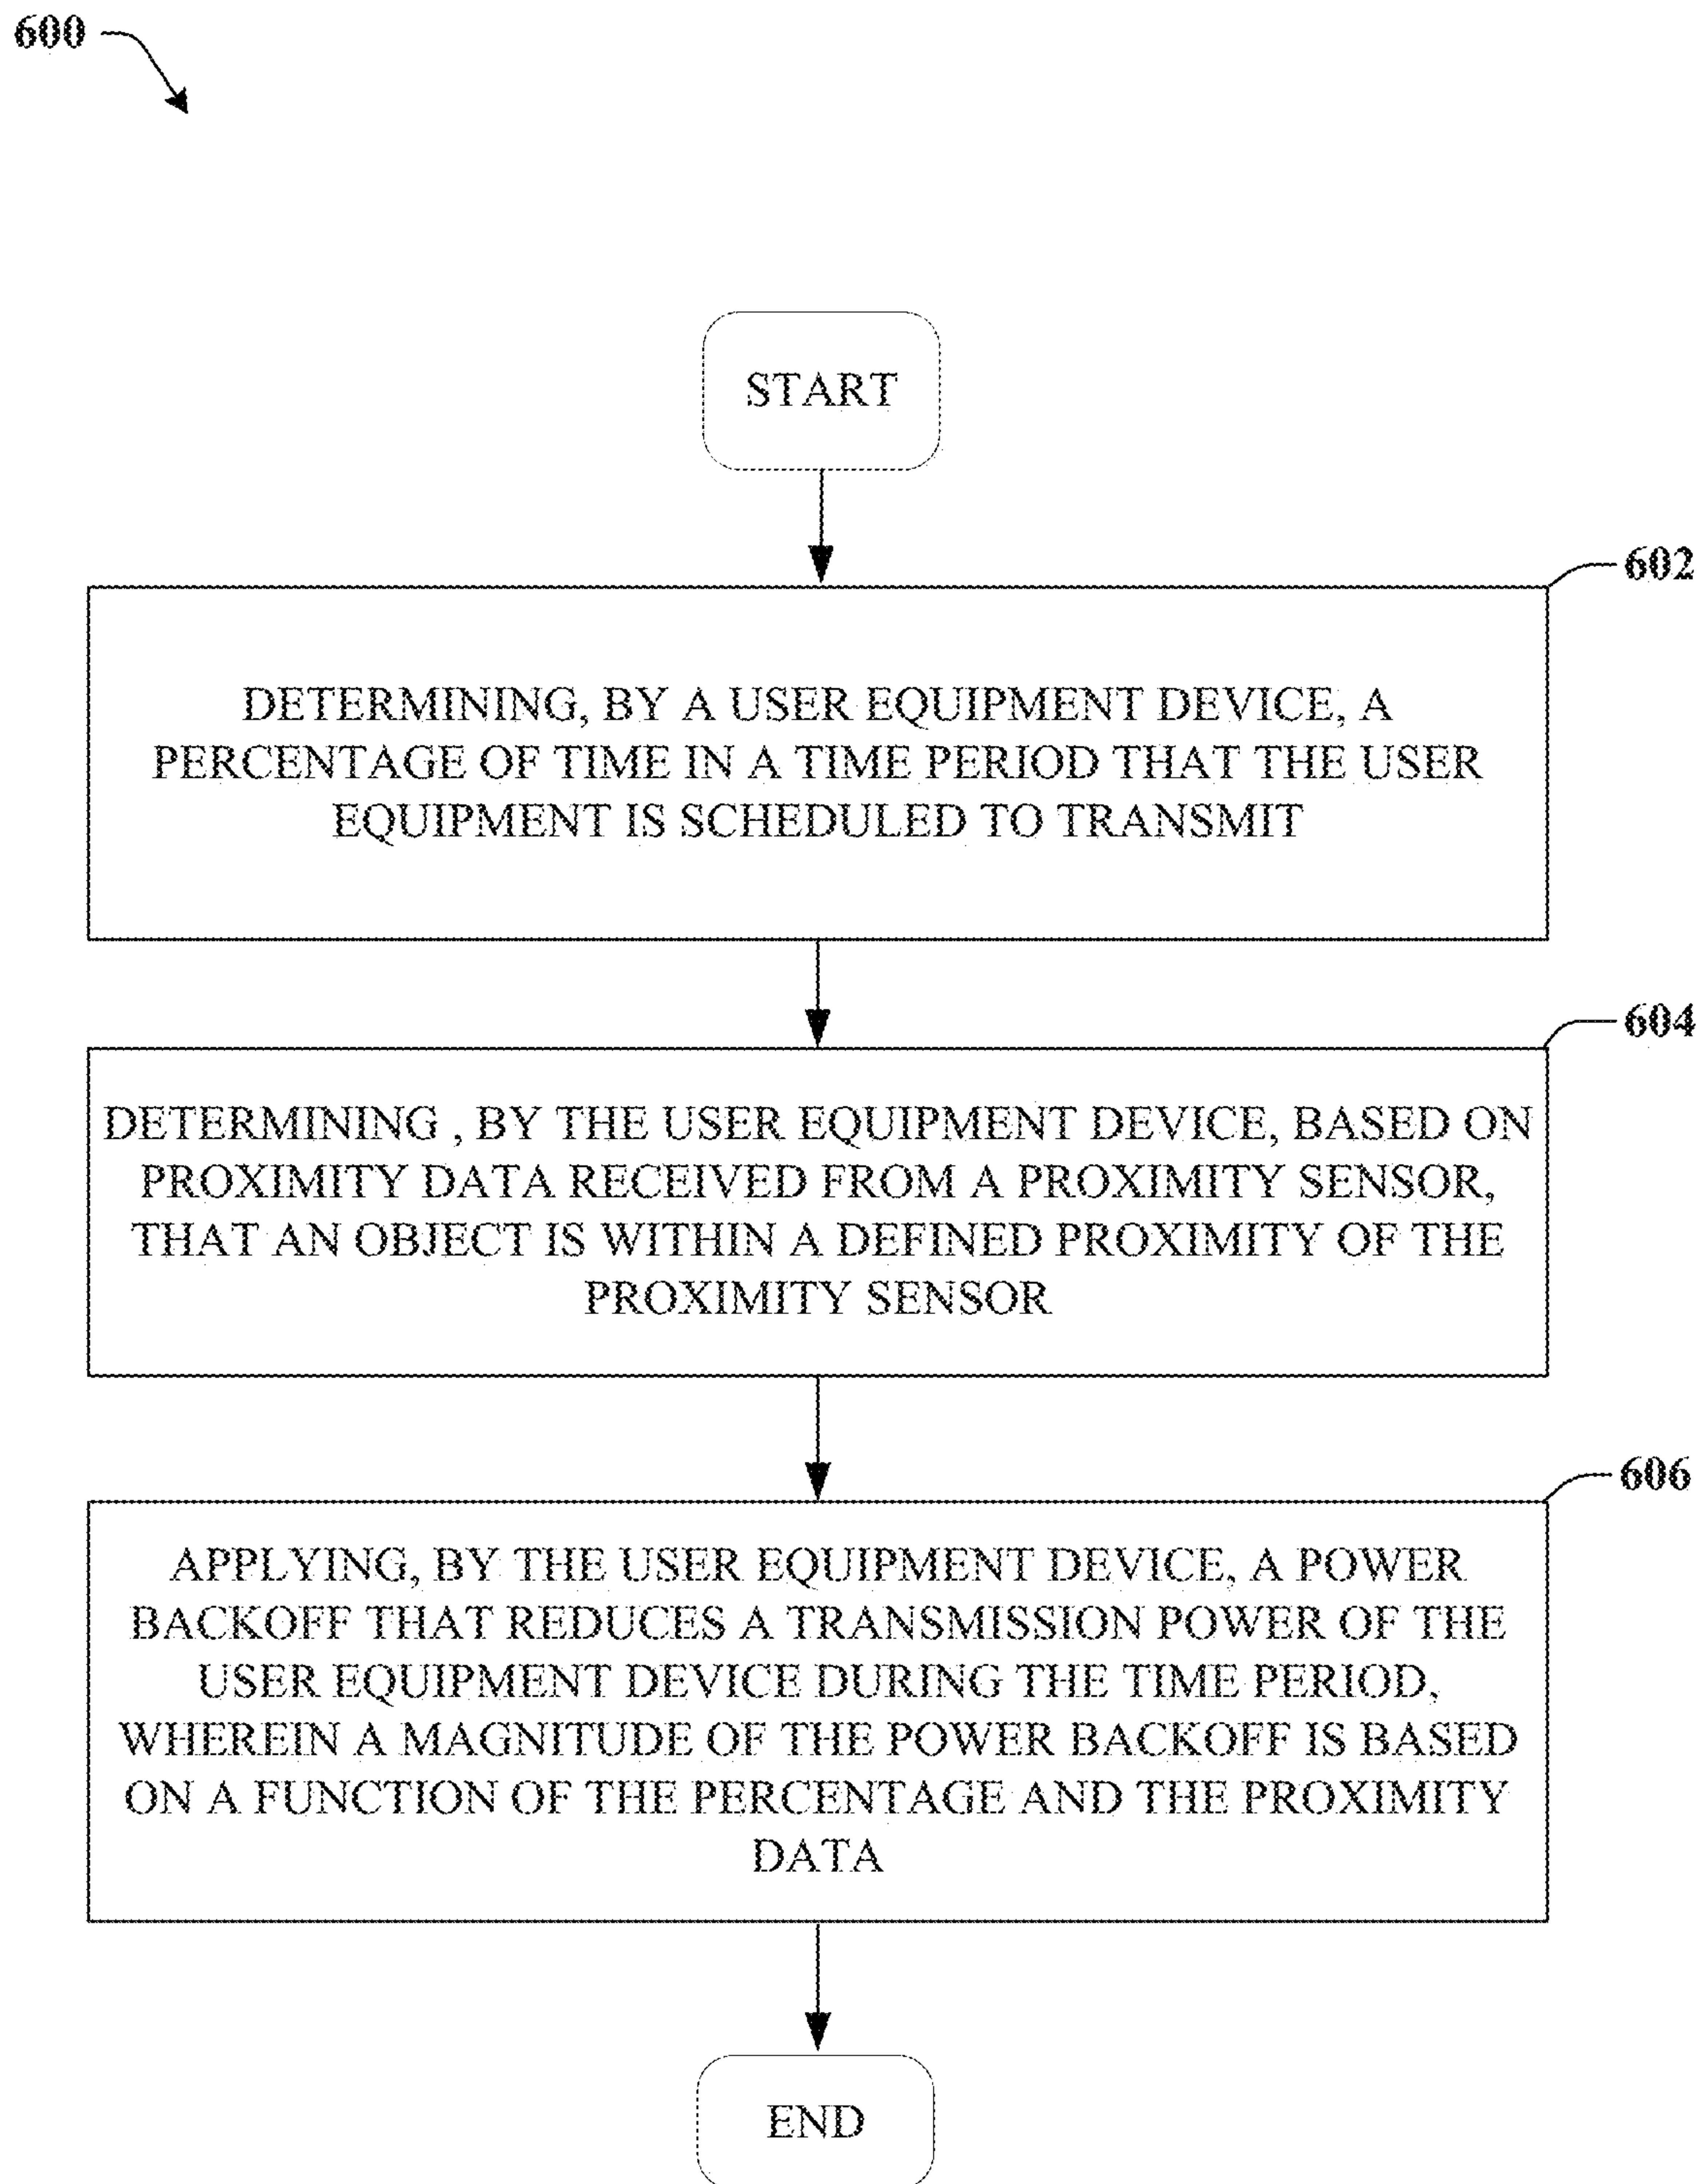 600
START
602
DETERMINING, BY A USER EQUIPMENT DEVICE, A
PERCENTAGE OF TIME IN A TIME PERIOD THAT THE USER
EQUIPMENT IS SCHEDULED TO TRANSMIT
604
DETERMINING , BY THE USER EQUIPMENT DEVICE, BASED ON
PROXIMITY DATA RECEIVED FROM A PROXIMITY SENSOR,
THAT AN OBJECT IS WITHIN A DEFINED PROXIMITY OF THE
PROXIMITY SENSOR
606
APPLYING, BY THE USER EQUIPMENT DEVICE, A POWER
BACKOFF THAT REDUCES A TRANSMISSION POWER OF THE
USER EQUIPMENT DEVICE DURING THE TIME PERIOD,
WHEREIN A MAGNITUDE OF THE POWER BACKOFF IS BASED
ON A FUNCTION OF THE PERCENTAGE AND THE PROXIMITY
DATA
END